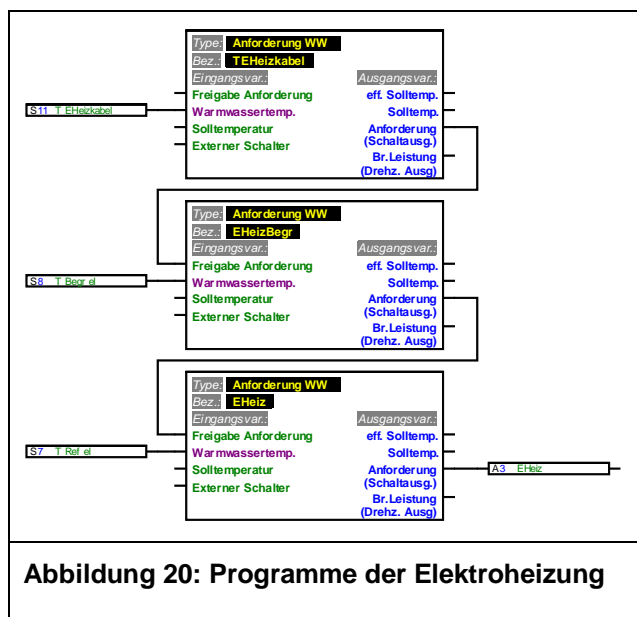 Type: Anforderung WW
Bez.: TEHeizkabel
Eingangsvar.: Ausgangsvar.:
Freigabe Anforderung eff. Solltemp.
S11 T EHeizkabel Warmwassertemp. Solltemp.
Solltemperatur Anforderung
(Schaltausg.)
Externer Schalter
Br.Leistung
(Drehz. Ausg)
Type: Anforderung WW
Bez.: EHeizBegr
Eingangsvar.: Ausgangsvar.:
Freigabe Anforderung eff. Solltemp.
S8 T Begr el Warmwassertemp. Solltemp.
Solltemperatur Anforderung
(Schaltausg.)
Externer Schalter
Br.Leistung
(Drehz. Ausg)
Type: Anforderung WW
Bez.: EHeiz
Eingangsvar.: Ausgangsvar.:
Freigabe Anforderung eff. Solltemp.
S7 T Ref el Warmwassertemp. Solltemp.
Solltemperatur Anforderung A3 EHeiz
(Schaltausg.)
Externer Schalter
Br.Leistung
(Drehz. Ausg)
Abbildung 20: Programme der Elektroheizung